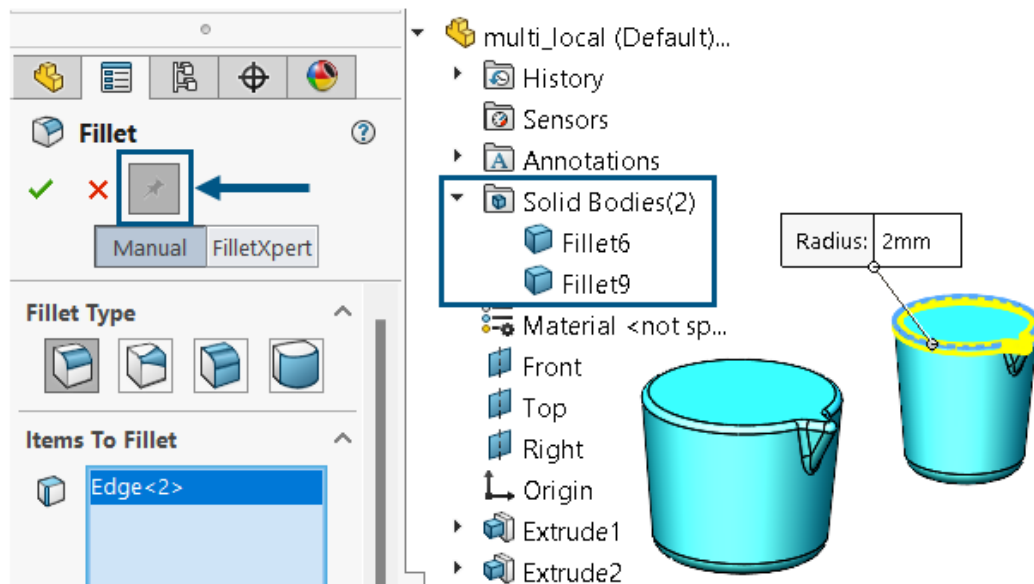 Fillet
Manual FilletXpert
Fillet Type
Items To Fillet
Edge<2>
multi_local (Default)...
History
Sensors
Annotations
Solid Bodies(2)
Fillet6
Fillet9
Material <not sp...
Front
Top
Right
Origin
Extrude1
Extrude2
Radius: 2mm